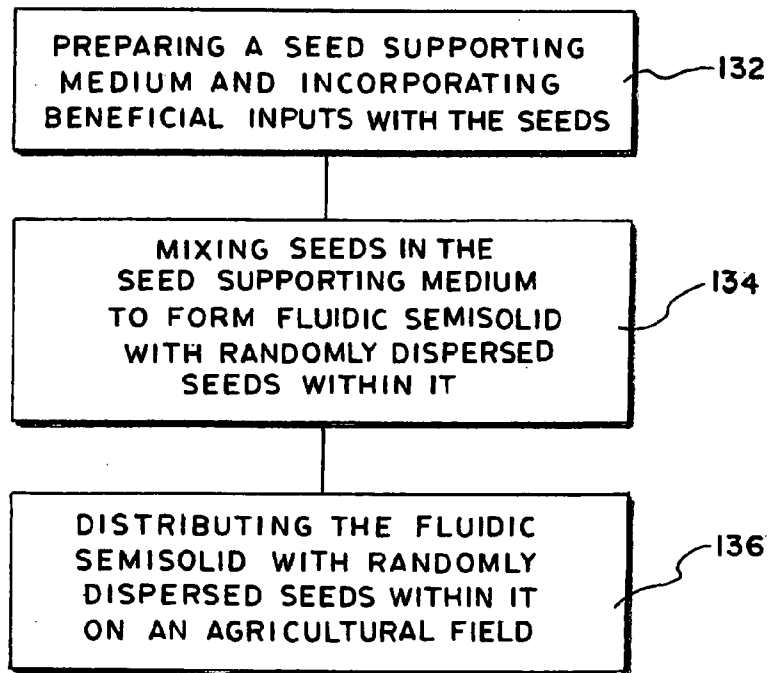 PREPARING A SEED SUPPORTING
MEDIUM AND INCORPORATING
BENEFICIAL INPUTS WITH THE SEEDS
132
MIXING SEEDS IN THE
SEED SUPPORTING MEDIUM
TO FORM FLUIDIC SEMISOLID
WITH RANDOMLY DISPERSED
SEEDS WITHIN IT
134
DISTRIBUTING THE FLUIDIC
SEMISOLID WITH RANDOMLY
DISPERSED SEEDS WITHIN IT
ON AN AGRICULTURAL FIELD
136